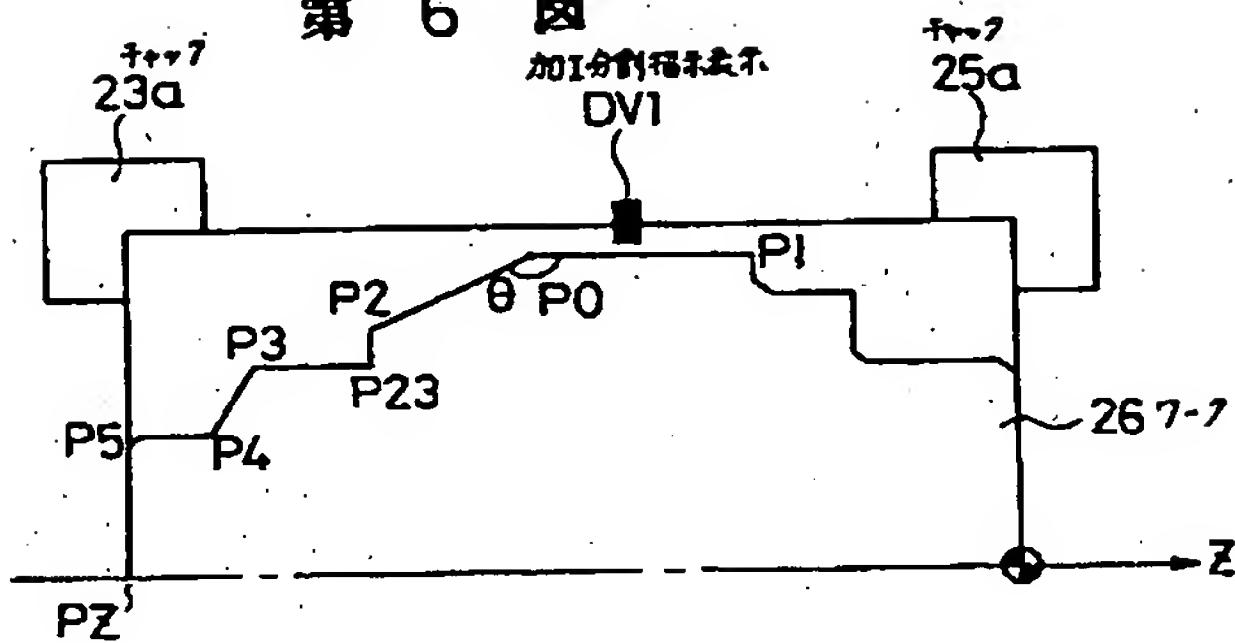 第 6 図
チャック
23a
加工分割指示表示
DV1
チャック
25a
P1
P2
θ
P0
P3
P23
26 ワーク
P5
P4
Z
PZ